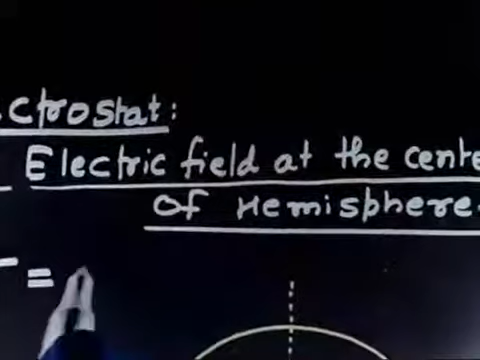 ctrostat:
Electric field at the cente
Of Hemisphere.
=